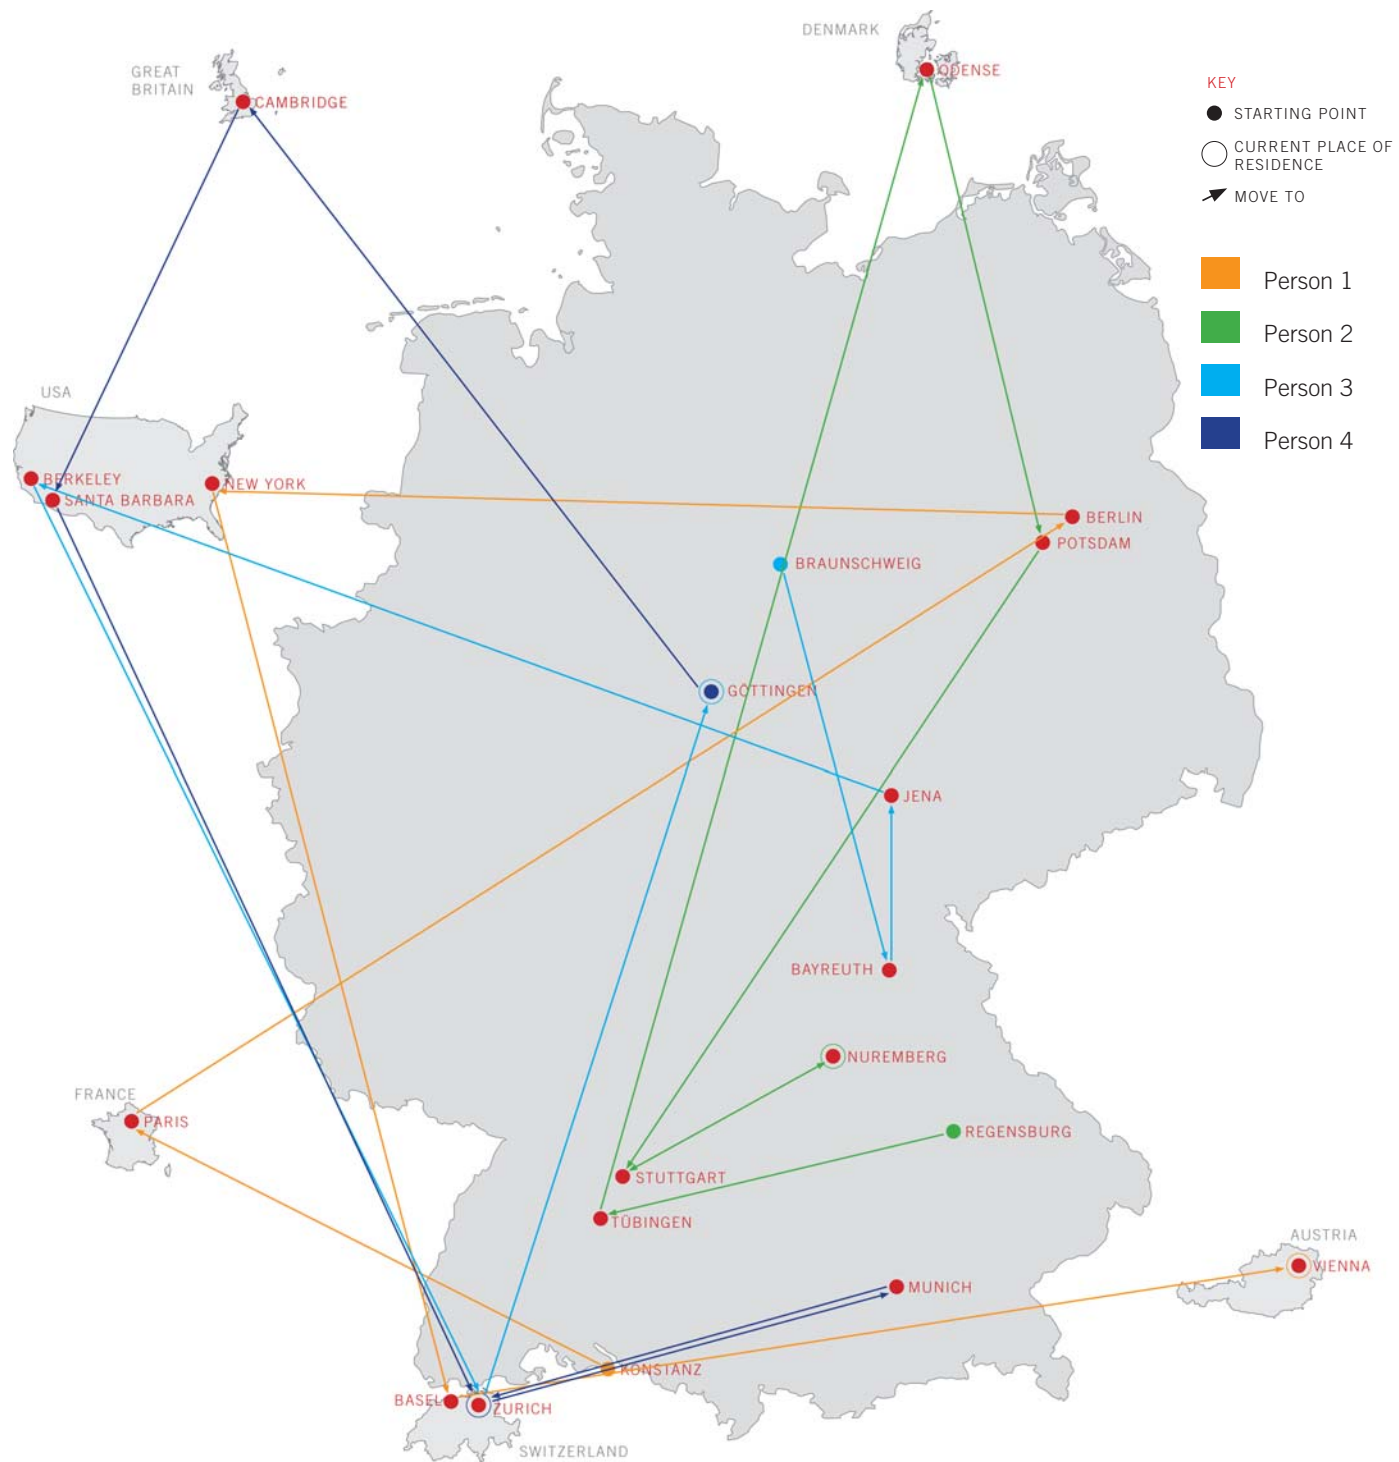 DENMARK
GREAT
BRITAIN
ODENSE
KEY
CAMBRIDGE
STARTING POINT
CURRENT PLACE OF
RESIDENCE
MOVE TO
Person 1
Person 2
Person 3
Person 4
USA
BERKELEY
NEW YORK
SANTA BARBARA
BERLIN
POTSDAM
BRAUNSCHWEIG
GÖTTINGEN
JENA
BAYREUTH
NUREMBERG
FRANCE
PARIS
REGENSBURG
STUTTGART
TÜBINGEN
AUSTRIA
VIENNA
MUNICH
KONSTANZ
BASEL
ZURICH
SWITZERLAND